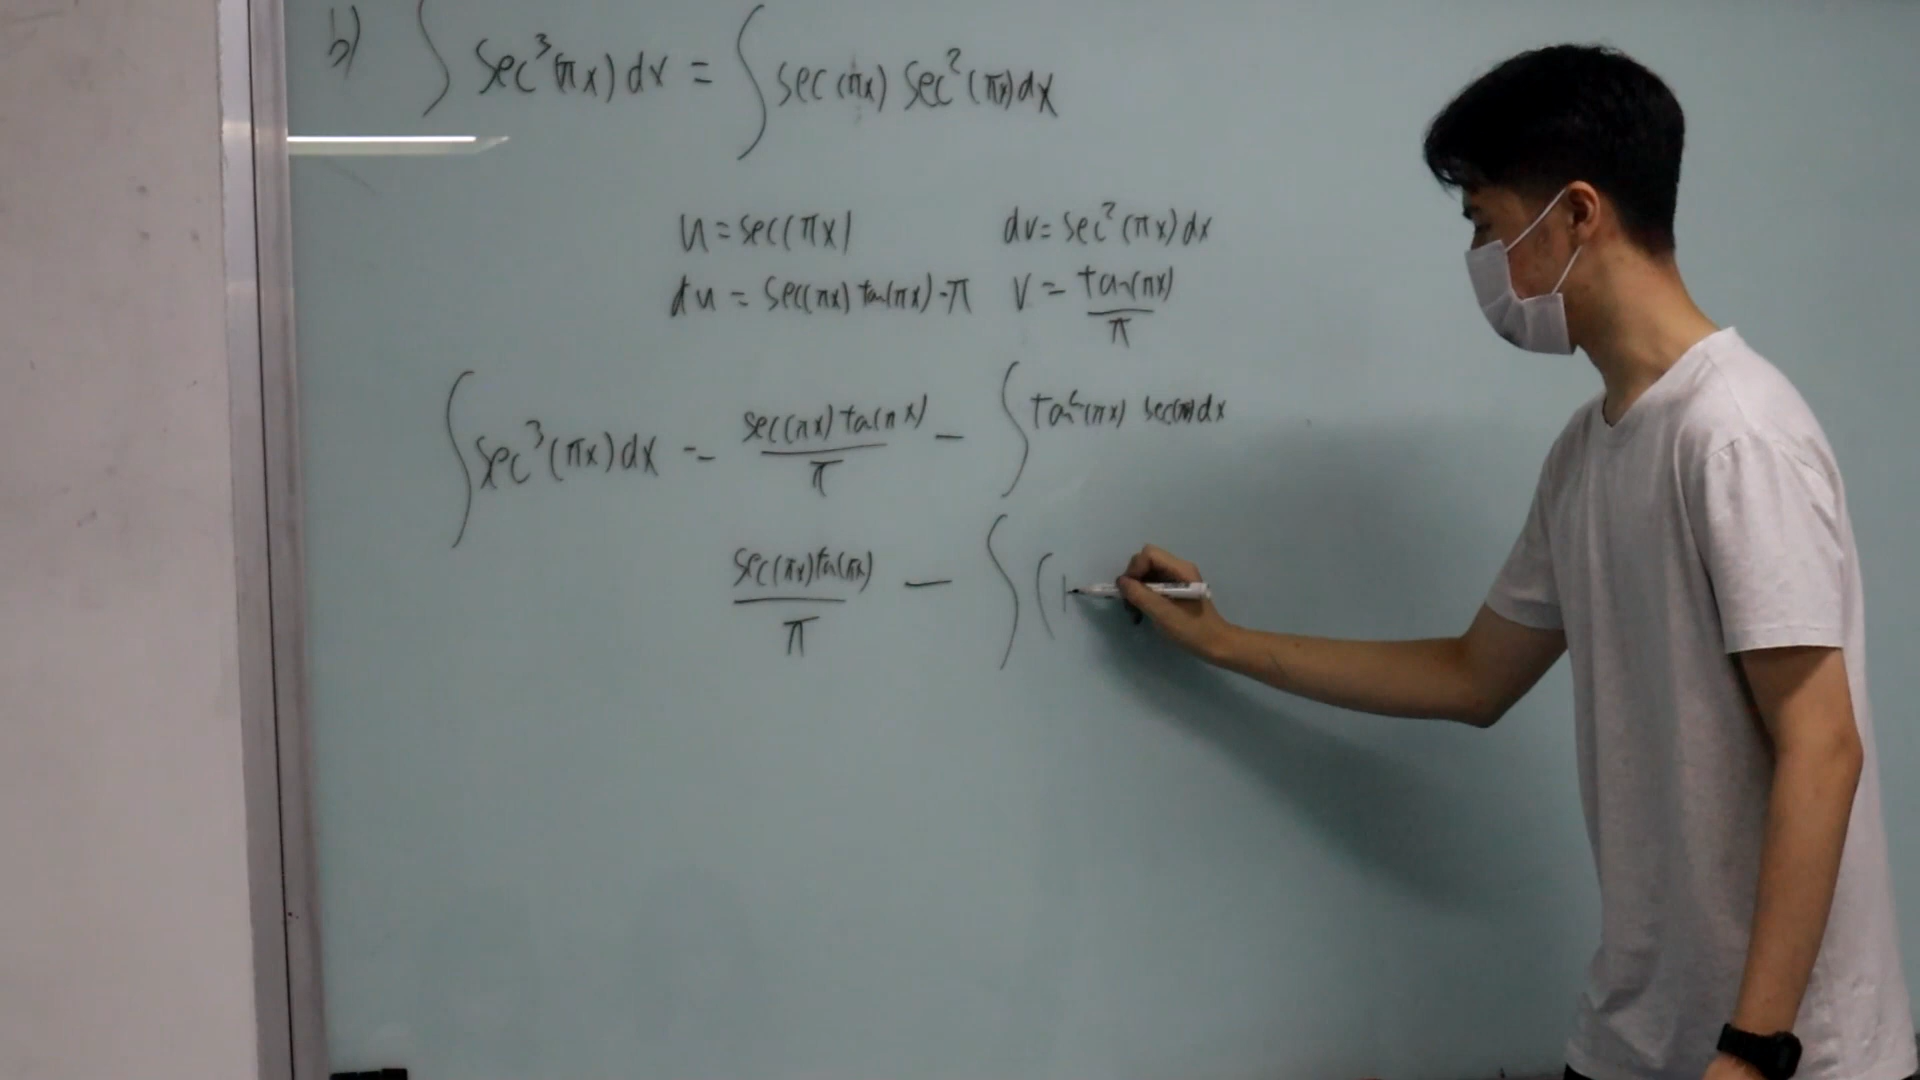 b) ∫ sec³(πx) dx = ∫ sec(πx) sec²(πx) dx
u = sec(πx) dv = sec²(πx) dx
du = sec(πx) tan(πx)·π v = tan(πx)/π
∫ sec³(πx) dx = sec(πx) tan(πx)/π − ∫ tan²(πx) sec(πx) dx
sec(πx) tan(πx)/π − ∫ (